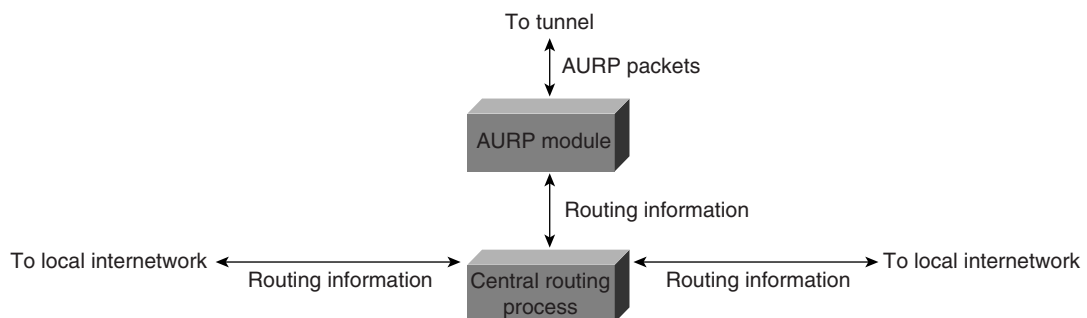 To tunnel
AURP packets
AURP module
Routing information
To local internetwork
Routing information
Central routing
process
Routing information
To local internetwork